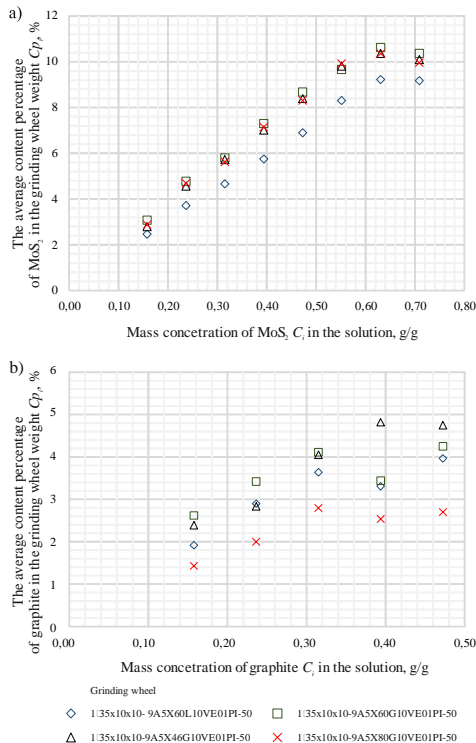 a)
The average content percentage
of MoS₂ in the grinding wheel weight Cpᵢ, %
12
10
8
6
4
2
0
0,00 0,10 0,20 0,30 0,40 0,50 0,60 0,70 0,80
Mass concetration of MoS₂ Cᵢ in the solution, g/g
b)
The average content percentage
of graphite in the grinding wheel weight Cpᵢ, %
6
5
4
3
2
1
0
0,00 0,10 0,20 0,30 0,40 0,50
Mass concetration of graphite Cᵢ in the solution, g/g
Grinding wheel
1-35x10x10- 9A5X60L10VE01PI-50 1-35x10x10-9A5X60G10VE01PI-50
1-35x10x10-9A5X46G10VE01PI-50 1-35x10x10-9A5X80G10VE01PI-50